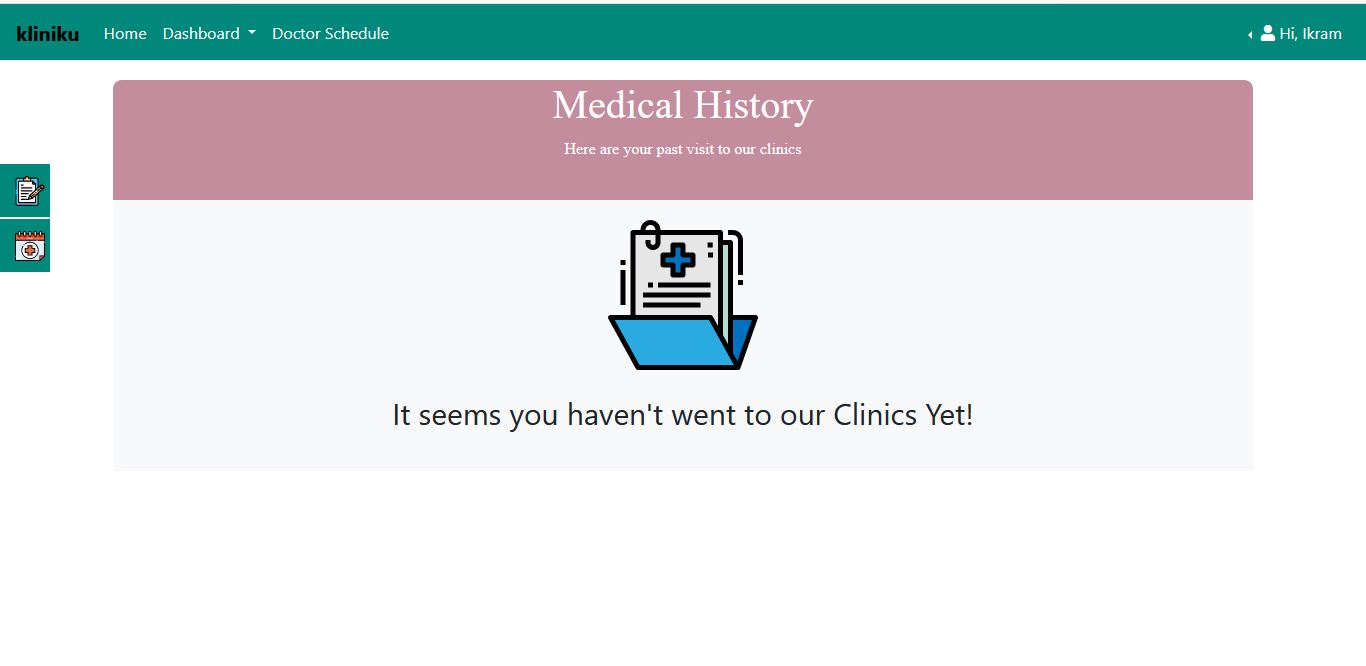 kliniku Home Dashboard Doctor Schedule Hi, Ikram
Medical History
Here are your past visit to our clinics
It seems you haven't went to our Clinics Yet!